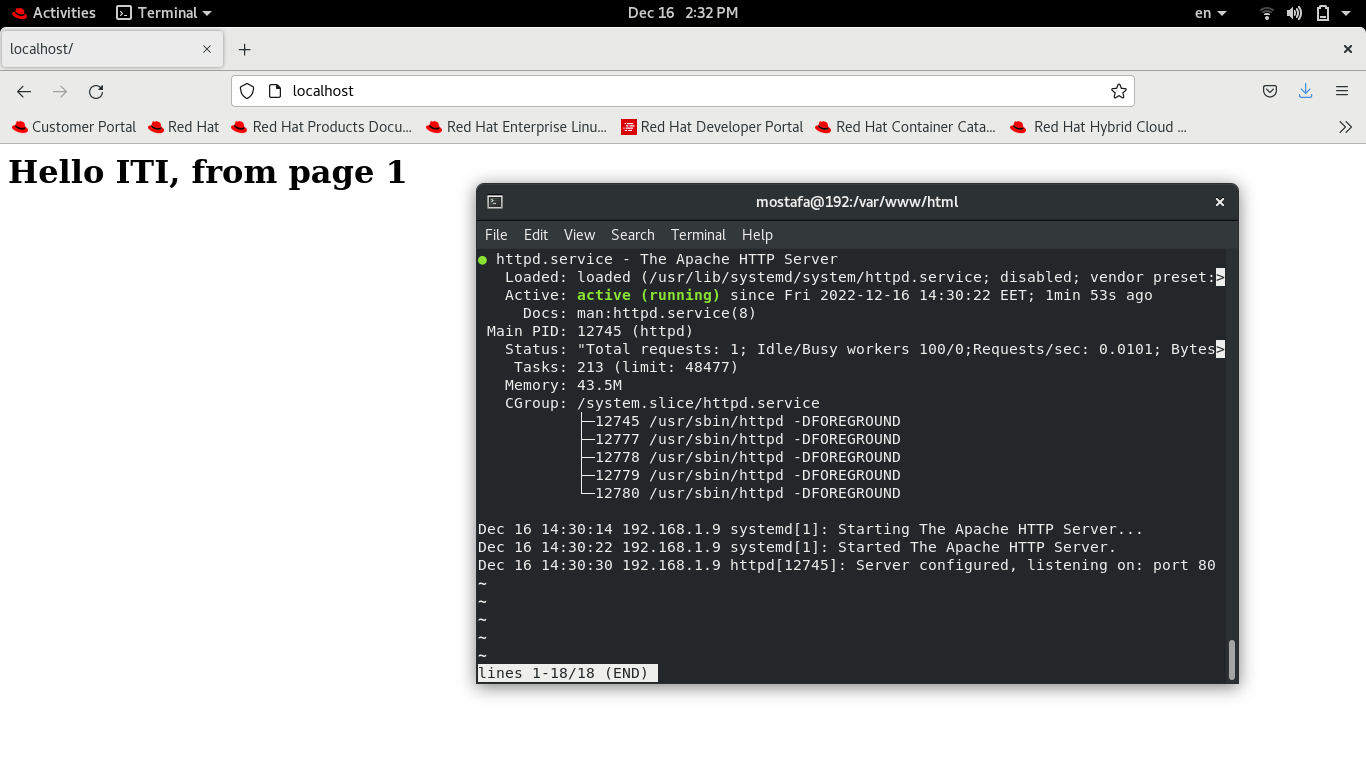 Activities Terminal Dec 16 2:32 PM en
localhost/
localhost
Customer Portal Red Hat Red Hat Products Docu... Red Hat Enterprise Linu... Red Hat Developer Portal Red Hat Container Cata... Red Hat Hybrid Cloud ...
Hello ITI, from page 1
mostafa@192:/var/www/html
File Edit View Search Terminal Help
● httpd.service - The Apache HTTP Server
   Loaded: loaded (/usr/lib/systemd/system/httpd.service; disabled; vendor preset:>
   Active: active (running) since Fri 2022-12-16 14:30:22 EET; 1min 53s ago
     Docs: man:httpd.service(8)
 Main PID: 12745 (httpd)
   Status: "Total requests: 1; Idle/Busy workers 100/0;Requests/sec: 0.0101; Bytes>
    Tasks: 213 (limit: 48477)
   Memory: 43.5M
   CGroup: /system.slice/httpd.service
           ├─12745 /usr/sbin/httpd -DFOREGROUND
           ├─12777 /usr/sbin/httpd -DFOREGROUND
           ├─12778 /usr/sbin/httpd -DFOREGROUND
           ├─12779 /usr/sbin/httpd -DFOREGROUND
           └─12780 /usr/sbin/httpd -DFOREGROUND
Dec 16 14:30:14 192.168.1.9 systemd[1]: Starting The Apache HTTP Server...
Dec 16 14:30:22 192.168.1.9 systemd[1]: Started The Apache HTTP Server.
Dec 16 14:30:30 192.168.1.9 httpd[12745]: Server configured, listening on: port 80
~
~
~
~
~
lines 1-18/18 (END)